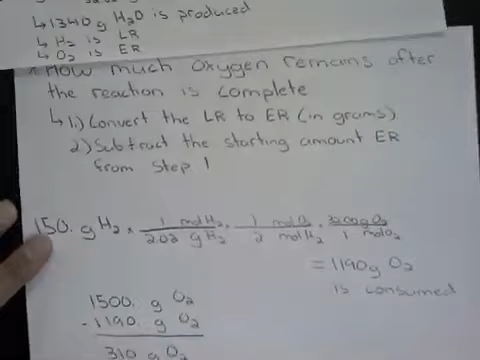 ↳ 1340 g H₂O is produced
↳ H₂ is LR
↳ O₂ is ER
How much oxygen remains after
the reaction is complete
↳ 1.) Convert the LR to ER (in grams)
2.) Subtract the starting amount ER
from Step 1
150. g H₂ × 1 mol H₂ / 2.02 g H₂ × 1 mol O₂ / 2 mol H₂ × 32.00 g O₂ / 1 mol O₂
= 1190 g O₂
is consumed
1500. g O₂
- 1190. g O₂
310 g O₂